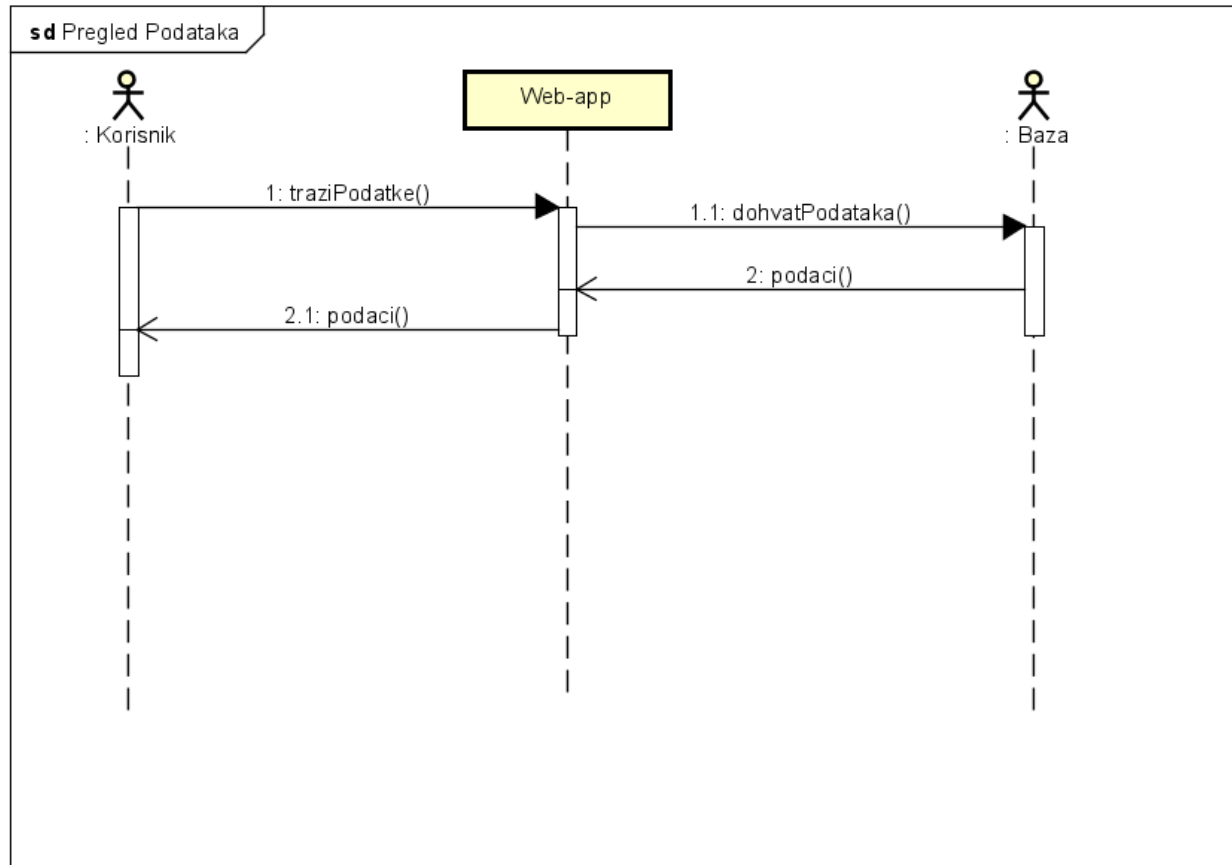 sd Pregled Podataka
: Korisnik
Web-app
: Baza
1: traziPodatke()
1.1: dohvatPodataka()
2: podaci()
2.1: podaci()